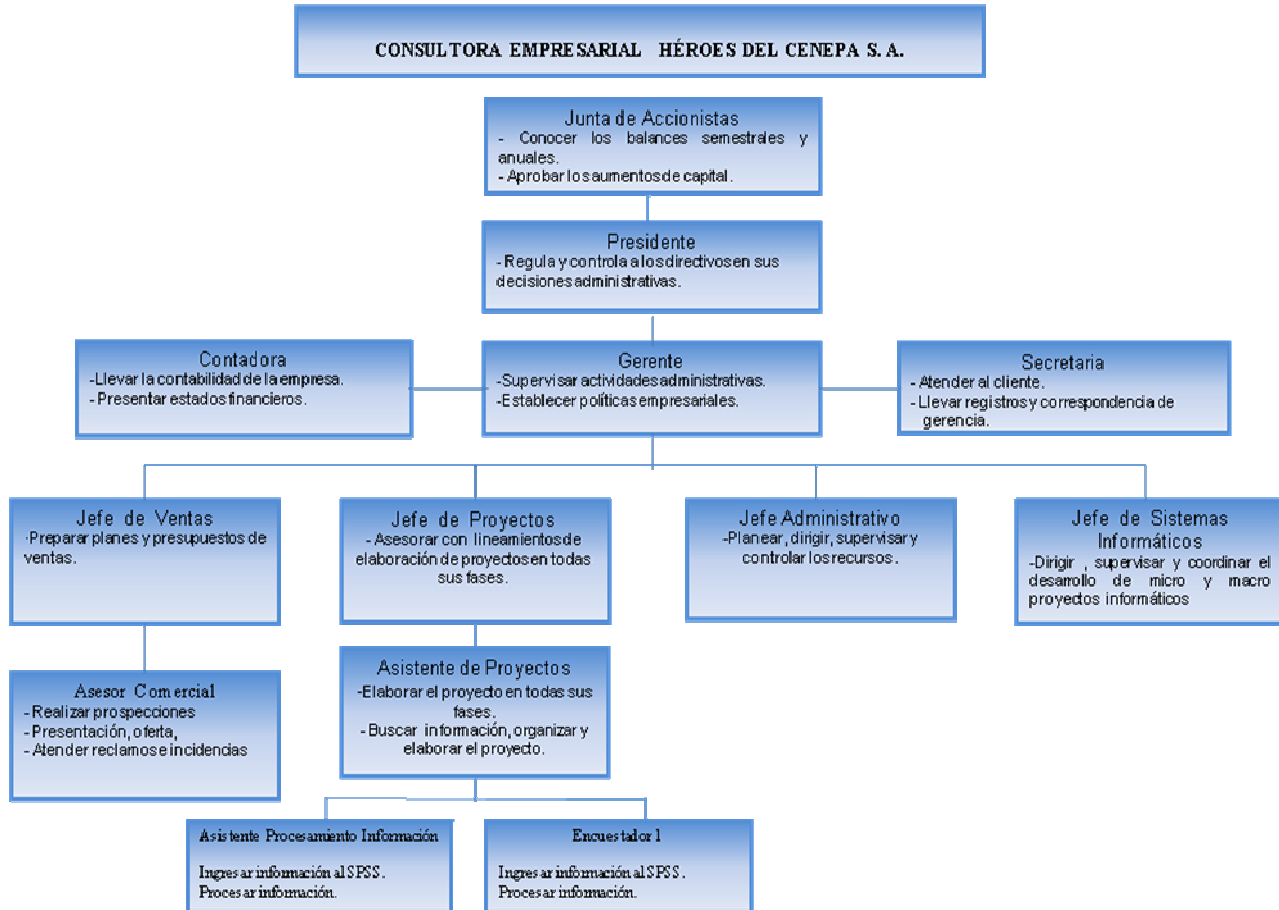 CONSULTORA EMPRESARIAL HÉROES DEL CENEPA S. A.
Junta de Accionistas
- Conocer los balances semestrales y
anuales.
- Aprobar los aumentos de capital.
Presidente
- Regula y controla a los directivos en sus
decisiones administrativas.
Contadora
-Llevar la contabilidad de la empresa.
- Presentar estados financieros.
Gerente
-Supervisar actividades administrativas.
-Establecer políticas empresariales.
Secretaria
- Atender al cliente.
- Llevar registros y correspondencia de
gerencia.
Jefe de Ventas
·Preparar planes y presupuestos de
ventas.
Jefe de Proyectos
- Asesorar con lineamientos de
elaboración de proyectos en todas
sus fases.
Jefe Administrativo
-Planear, dirigir, supervisar y
controlar los recursos.
Jefe de Sistemas
Informáticos
-Dirigir , supervisar y coordinar el
desarrollo de micro y macro
proyectos informáticos
Asesor Comercial
- Realizar prospecciones
- Presentación, oferta,
- Atender reclamos e incidencias
Asistente de Proyectos
-Elaborar el proyecto en todas sus
fases.
- Buscar información, organizar y
elaborar el proyecto.
Asistente Procesamiento Información
Ingresar información al SPSS.
Procesar información.
Encuestador 1
Ingresar información al SPSS.
Procesar información.